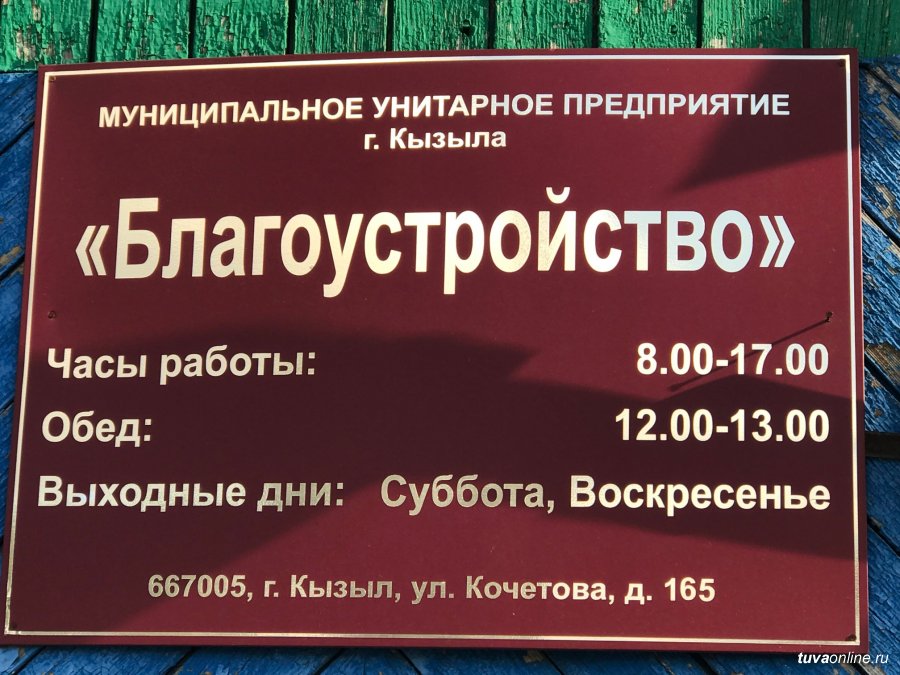 МУНИЦИПАЛЬНОЕ УНИТАРНОЕ ПРЕДПРИЯТИЕ
г. Кызыла
«Благоустройство»
Часы работы: 8.00-17.00
Обед: 12.00-13.00
Выходные дни: Суббота, Воскресенье
667005, г. Кызыл, ул. Кочетова, д. 165
tuvaonline.ru